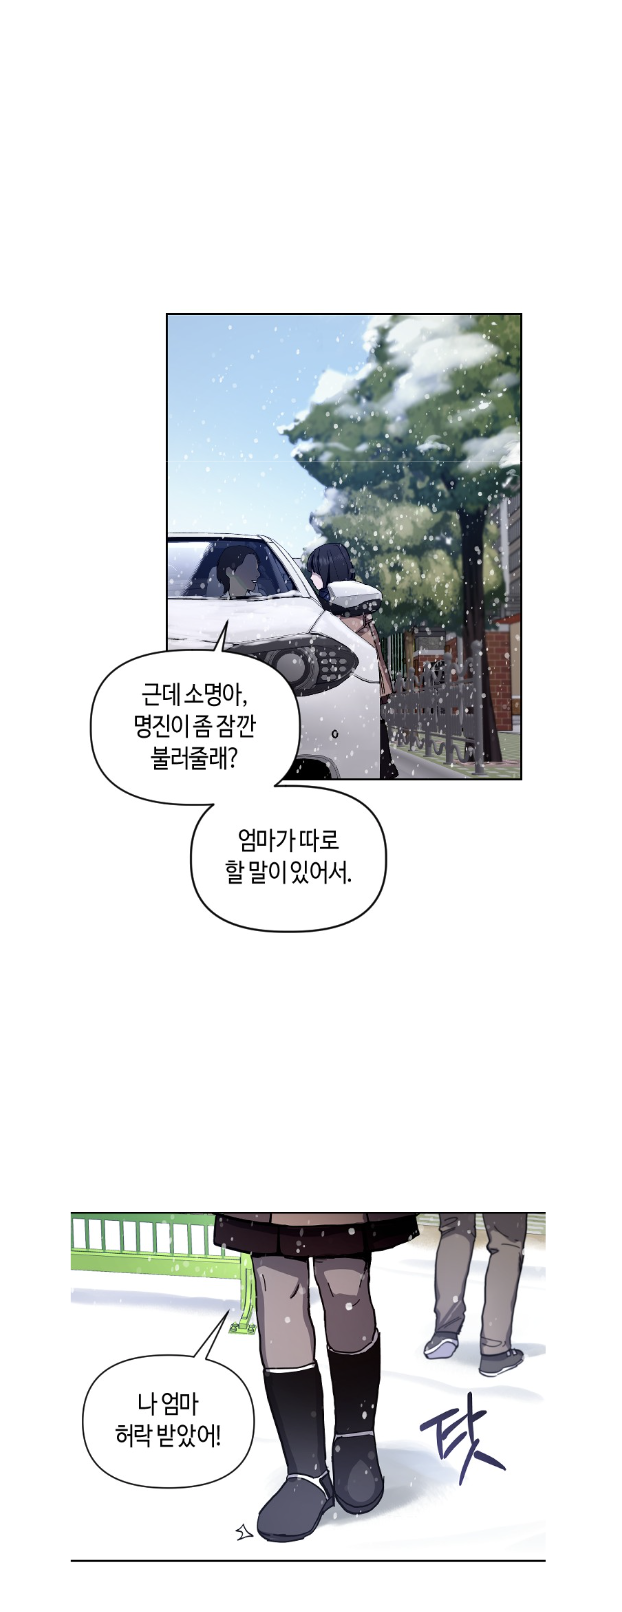 근데 소명아,
명진이 좀 잠깐
불러줄래?
엄마가 따로
할 말이 있어서.
나 엄마
허락 받았어!
탓